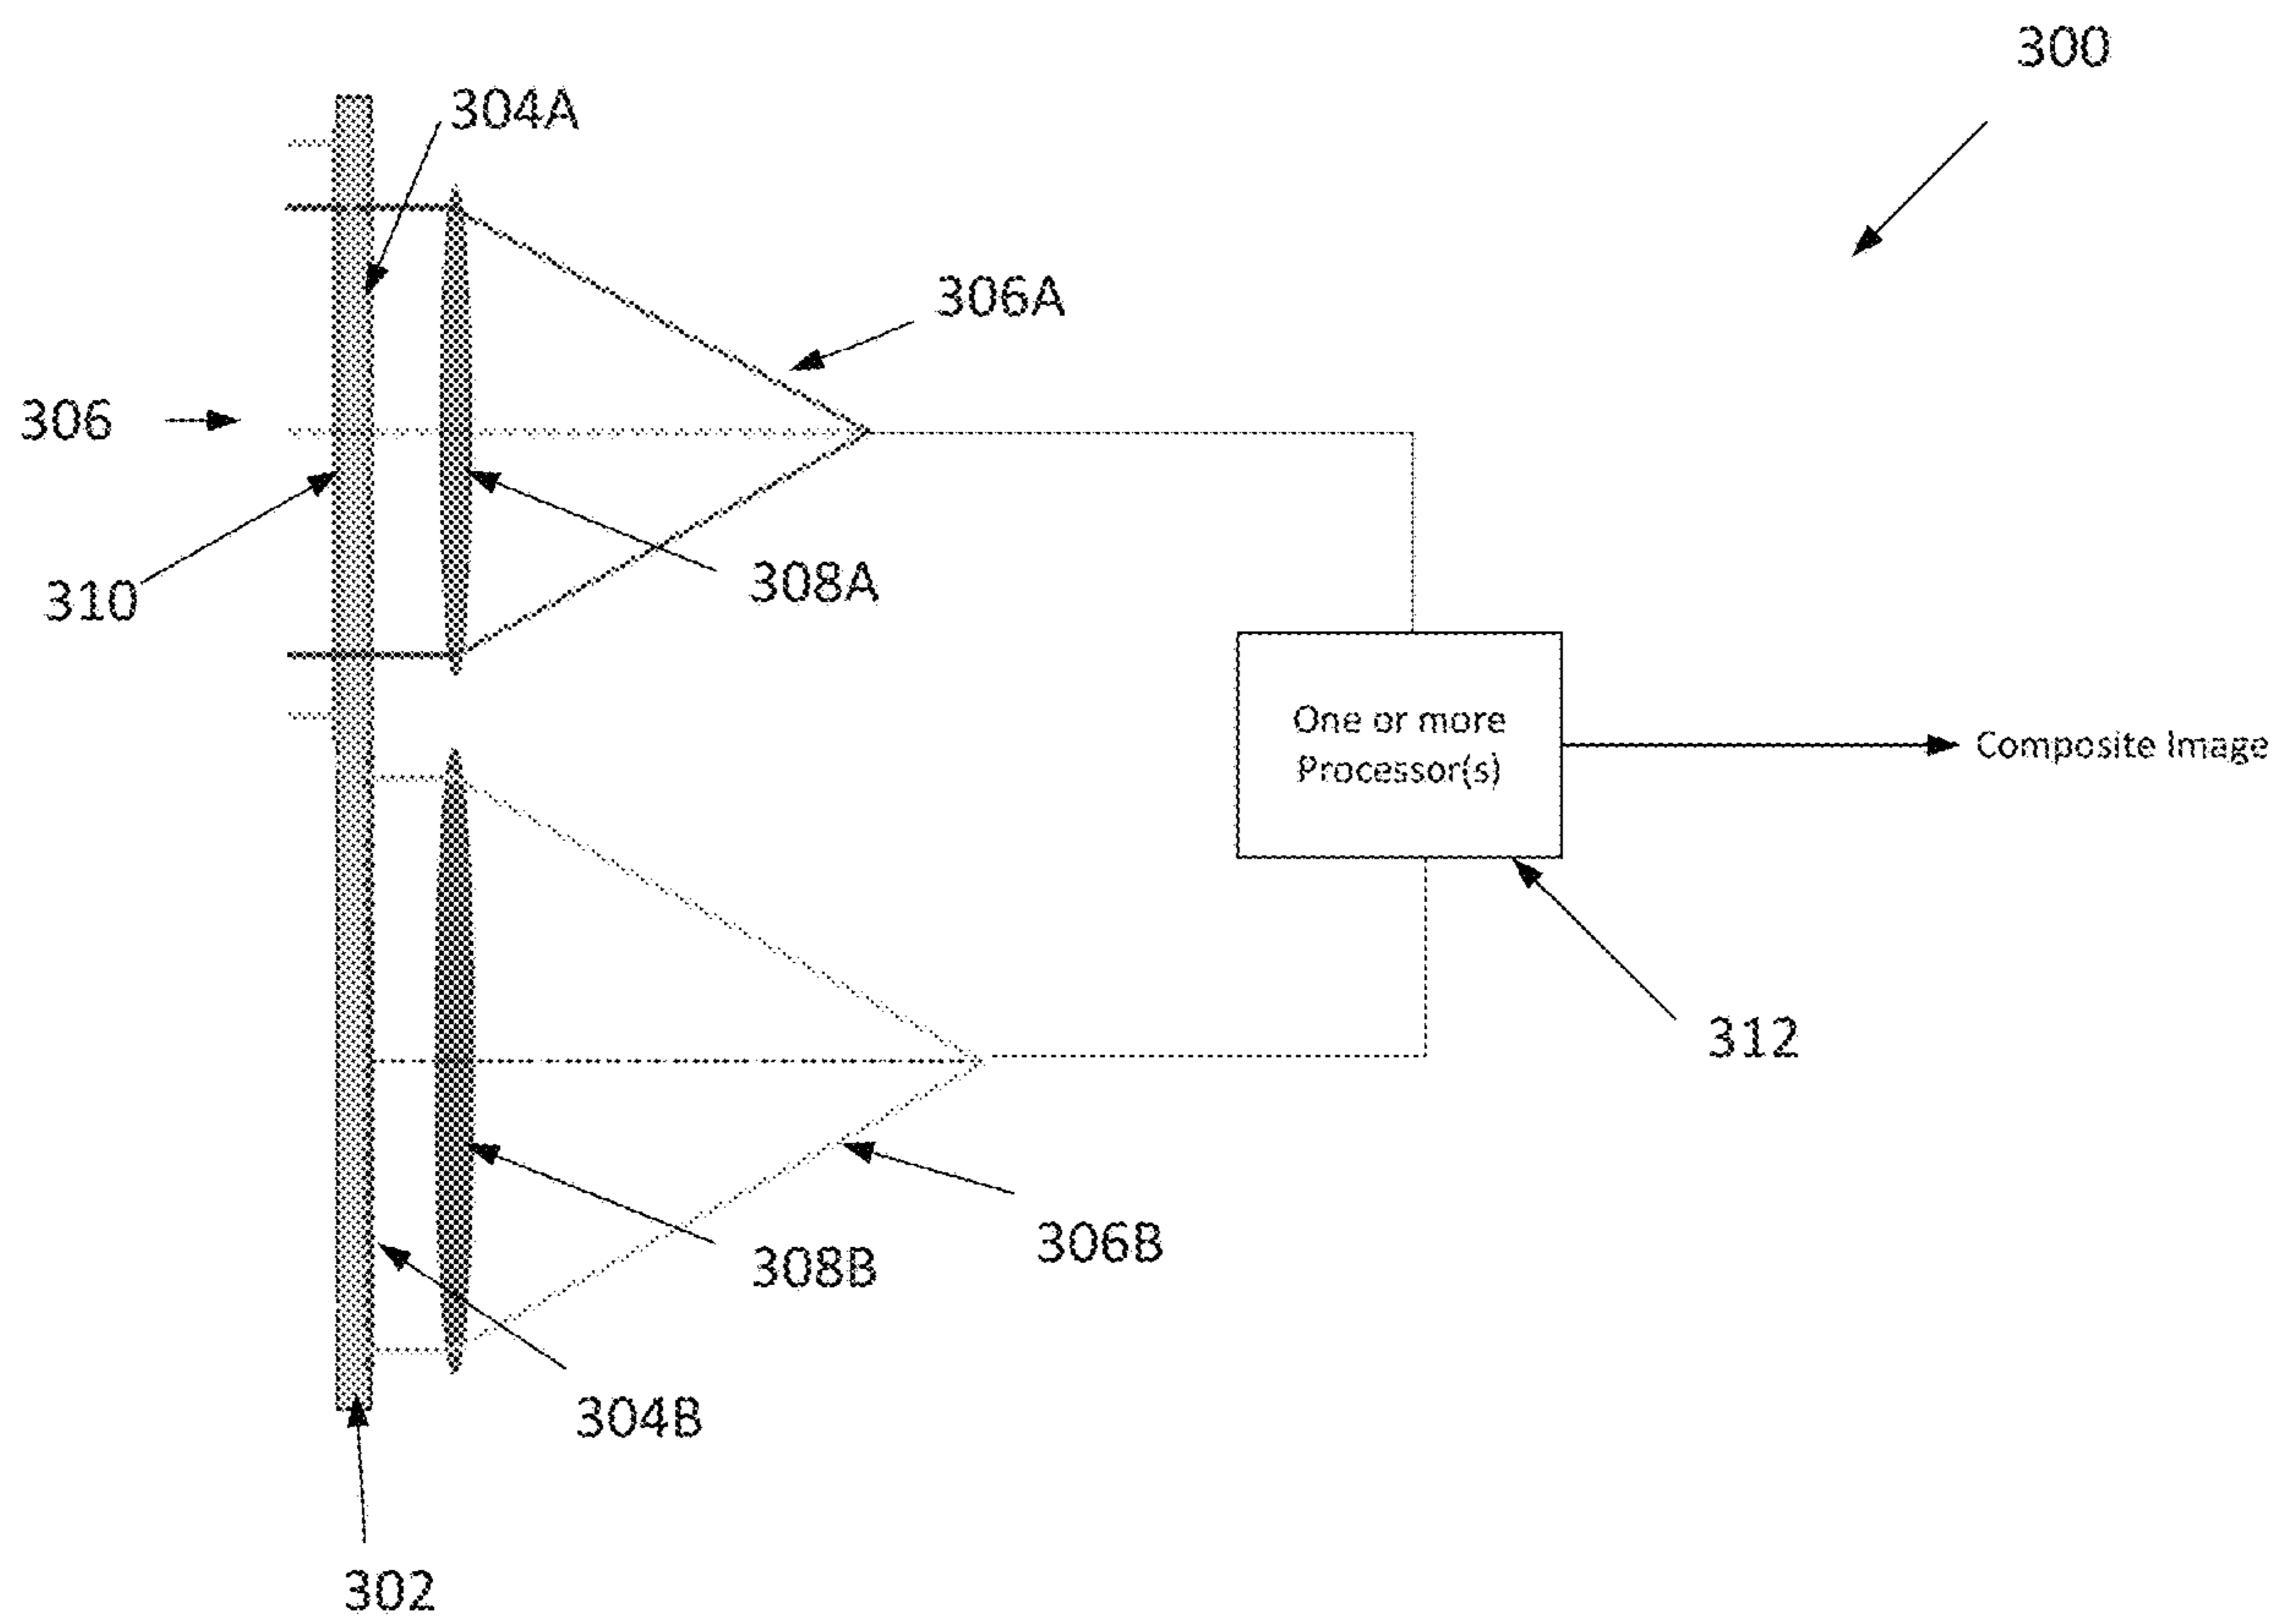 300
304A
306A
306
310
308A
One or more
Processor(s)
Composite Image
312
306B
308B
304B
302